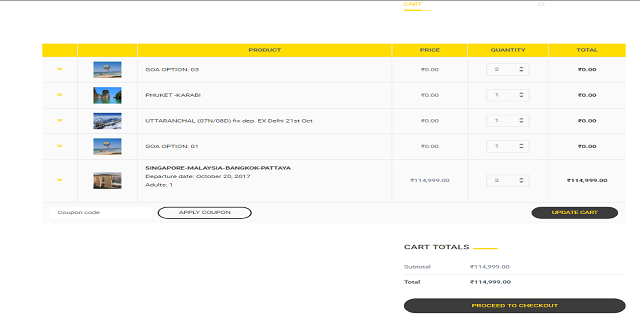 CART
PRODUCT PRICE QUANTITY TOTAL
GOA OPTION: 03 ₹0.00 2 ₹0.00
PHUKET -KARABI ₹0.00 1 ₹0.00
UTTARANCHAL (07N/08D) fix dep, EX Delhi 21st Oct ₹0.00 1 ₹0.00
GOA OPTION: 01 ₹0.00 1 ₹0.00
SINGAPORE-MALAYSIA-BANGKOK-PATTAYA
Departure date: October 20, 2017 ₹114,999.00 2 ₹114,999.00
Adults: 1
Coupon code APPLY COUPON UPDATE CART
CART TOTALS
Subtotal ₹114,999.00
Total ₹114,999.00
PROCEED TO CHECKOUT